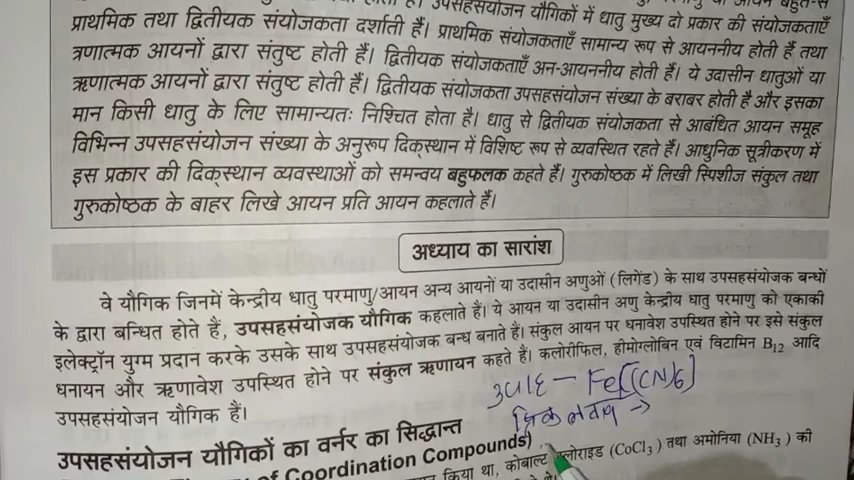 उपसहसंयोजन यौगिकों में धातु मुख्य दो प्रकार की संयोजकताएँ
प्राथमिक तथा द्वितीयक संयोजकता दर्शाती हैं। प्राथमिक संयोजकताएँ सामान्य रूप से आयननीय होती हैं तथा
त्रणात्मक आयनों द्वारा संतुष्ट होती हैं। द्वितीयक संयोजकताएँ अन-आयननीय होती हैं। ये उदासीन धातुओं या
ऋणात्मक आयनों द्वारा संतुष्ट होती हैं। द्वितीयक संयोजकता उपसहसंयोजन संख्या के बराबर होती है और इसका
मान किसी धातु के लिए सामान्यतः निश्चित होता है। धातु से द्वितीयक संयोजकता से आबंधित आयन समूह
विभिन्न उपसहसंयोजन संख्या के अनुरूप दिक्स्थान में विशिष्ट रूप से व्यवस्थित रहते हैं। आधुनिक सूत्रीकरण में
इस प्रकार की दिक्स्थान व्यवस्थाओं को समन्वय बहुफलक कहते हैं। गुरुकोष्ठक में लिखी स्पिशीज संकुल तथा
गुरुकोष्ठक के बाहर लिखे आयन प्रति आयन कहलाते हैं।
अध्याय का सारांश
वे यौगिक जिनमें केन्द्रीय धातु परमाणु/आयन अन्य आयनों या उदासीन अणुओं (लिगेंड) के साथ उपसहसंयोजक बन्धों
के द्वारा बन्धित होते हैं, उपसहसंयोजक यौगिक कहलाते हैं। ये आयन या उदासीन अणु केन्द्रीय धातु परमाणु को एकाकी
इलेक्ट्रॉन युग्म प्रदान करके उसके साथ उपसहसंयोजक बन्ध बनाते हैं। संकुल आयन पर धनावेश उपस्थित होने पर इसे संकुल
धनायन और ऋणावेश उपस्थित होने पर संकुल ऋणायन कहते हैं। कलोरोफिल, हीमोग्लोबिन एवं विटामिन B12 आदि
उपसहसंयोजन यौगिक हैं।
उपसहसंयोजन यौगिकों का वर्नर का सिद्धान्त
of Coordination Compounds)
किया था, कोबाल्ट क्लोराइड (CoCl3) तथा अमोनिया (NH3) की